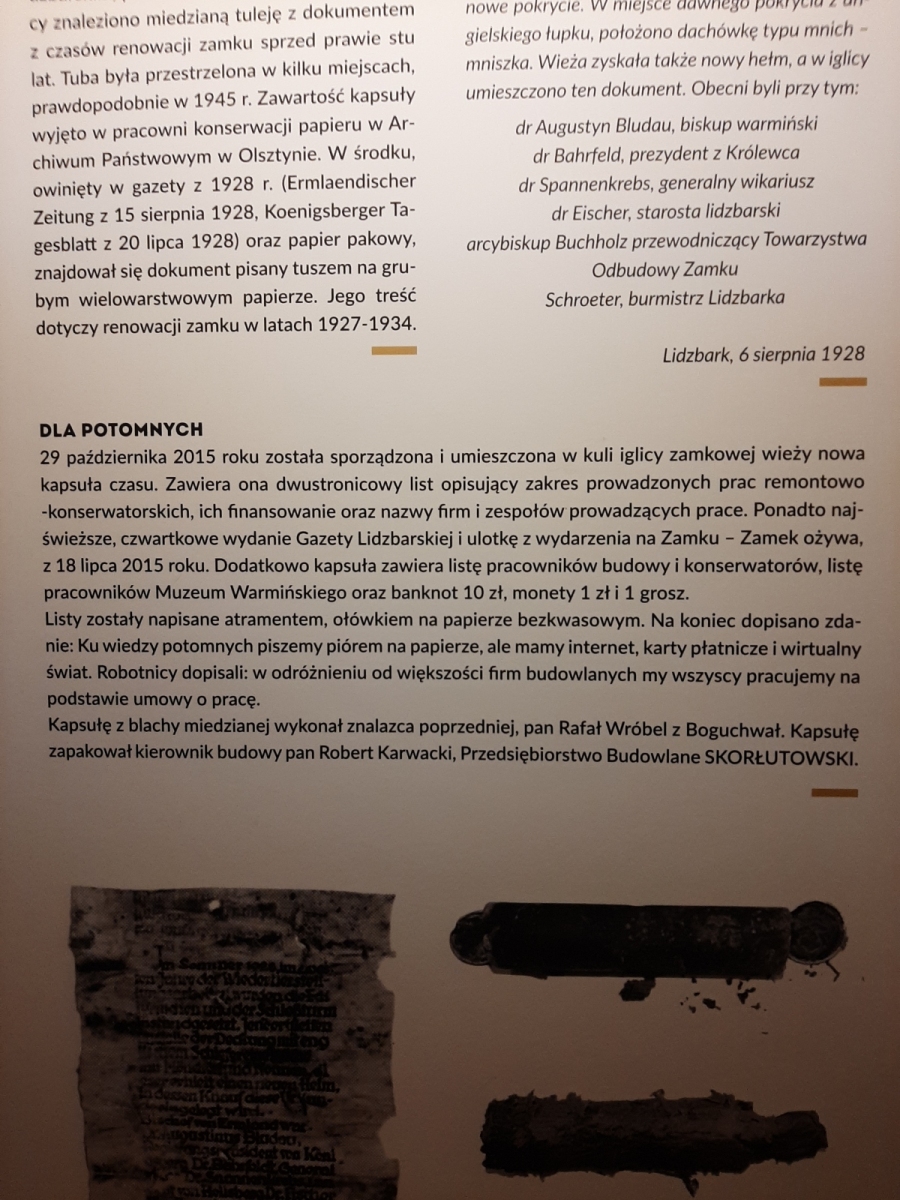 cy znaleziono miedzianą tuleję z dokumentem
z czasów renowacji zamku sprzed prawie stu
lat. Tuba była przestrzelona w kilku miejscach,
prawdopodobnie w 1945 r. Zawartość kapsuły
wyjęto w pracowni konserwacji papieru w Ar-
chiwum Państwowym w Olsztynie. W środku,
owinięty w gazety z 1928 r. (Ermlaendischer
Zeitung z 15 sierpnia 1928, Koenigsberger Ta-
gesblatt z 20 lipca 1928) oraz papier pakowy,
znajdował się dokument pisany tuszem na gru-
bym wielowarstwowym papierze. Jego treść
dotyczy renowacji zamku w latach 1927-1934.
nowe pokrycie. W miejsce dawnego pokrycia z an-
gielskiego łupku, położono dachówkę typu mnich –
mniszka. Wieża zyskała także nowy hełm, a w iglicy
umieszczono ten dokument. Obecni byli przy tym:
dr Augustyn Bludau, biskup warmiński
dr Bahrfeld, prezydent z Królewca
dr Spannenkrebs, generalny wikariusz
dr Eischer, starosta lidzbarski
arcybiskup Buchholz przewodniczący Towarzystwa
Odbudowy Zamku
Schroeter, burmistrz Lidzbarka
Lidzbark, 6 sierpnia 1928
DLA POTOMNYCH
29 października 2015 roku została sporządzona i umieszczona w kuli iglicy zamkowej wieży nowa
kapsuła czasu. Zawiera ona dwustronicowy list opisujący zakres prowadzonych prac remontowo
-konserwatorskich, ich finansowanie oraz nazwy firm i zespołów prowadzących prace. Ponadto naj-
świeższe, czwartkowe wydanie Gazety Lidzbarskiej i ulotkę z wydarzenia na Zamku – Zamek ożywa,
z 18 lipca 2015 roku. Dodatkowo kapsuła zawiera listę pracowników budowy i konserwatorów, listę
pracowników Muzeum Warmińskiego oraz banknot 10 zł, monety 1 zł i 1 grosz.
Listy zostały napisane atramentem, ołówkiem na papierze bezkwasowym. Na koniec dopisano zda-
nie: Ku wiedzy potomnych piszemy piórem na papierze, ale mamy internet, karty płatnicze i wirtualny
świat. Robotnicy dopisali: w odróżnieniu od większości firm budowlanych my wszyscy pracujemy na
podstawie umowy o pracę.
Kapsułę z blachy miedzianej wykonał znalazca poprzedniej, pan Rafał Wróbel z Boguchwał. Kapsułę
zapakował kierownik budowy pan Robert Karwacki, Przedsiębiorstwo Budowlane SKORŁUTOWSKI.
einen neuen Helm,